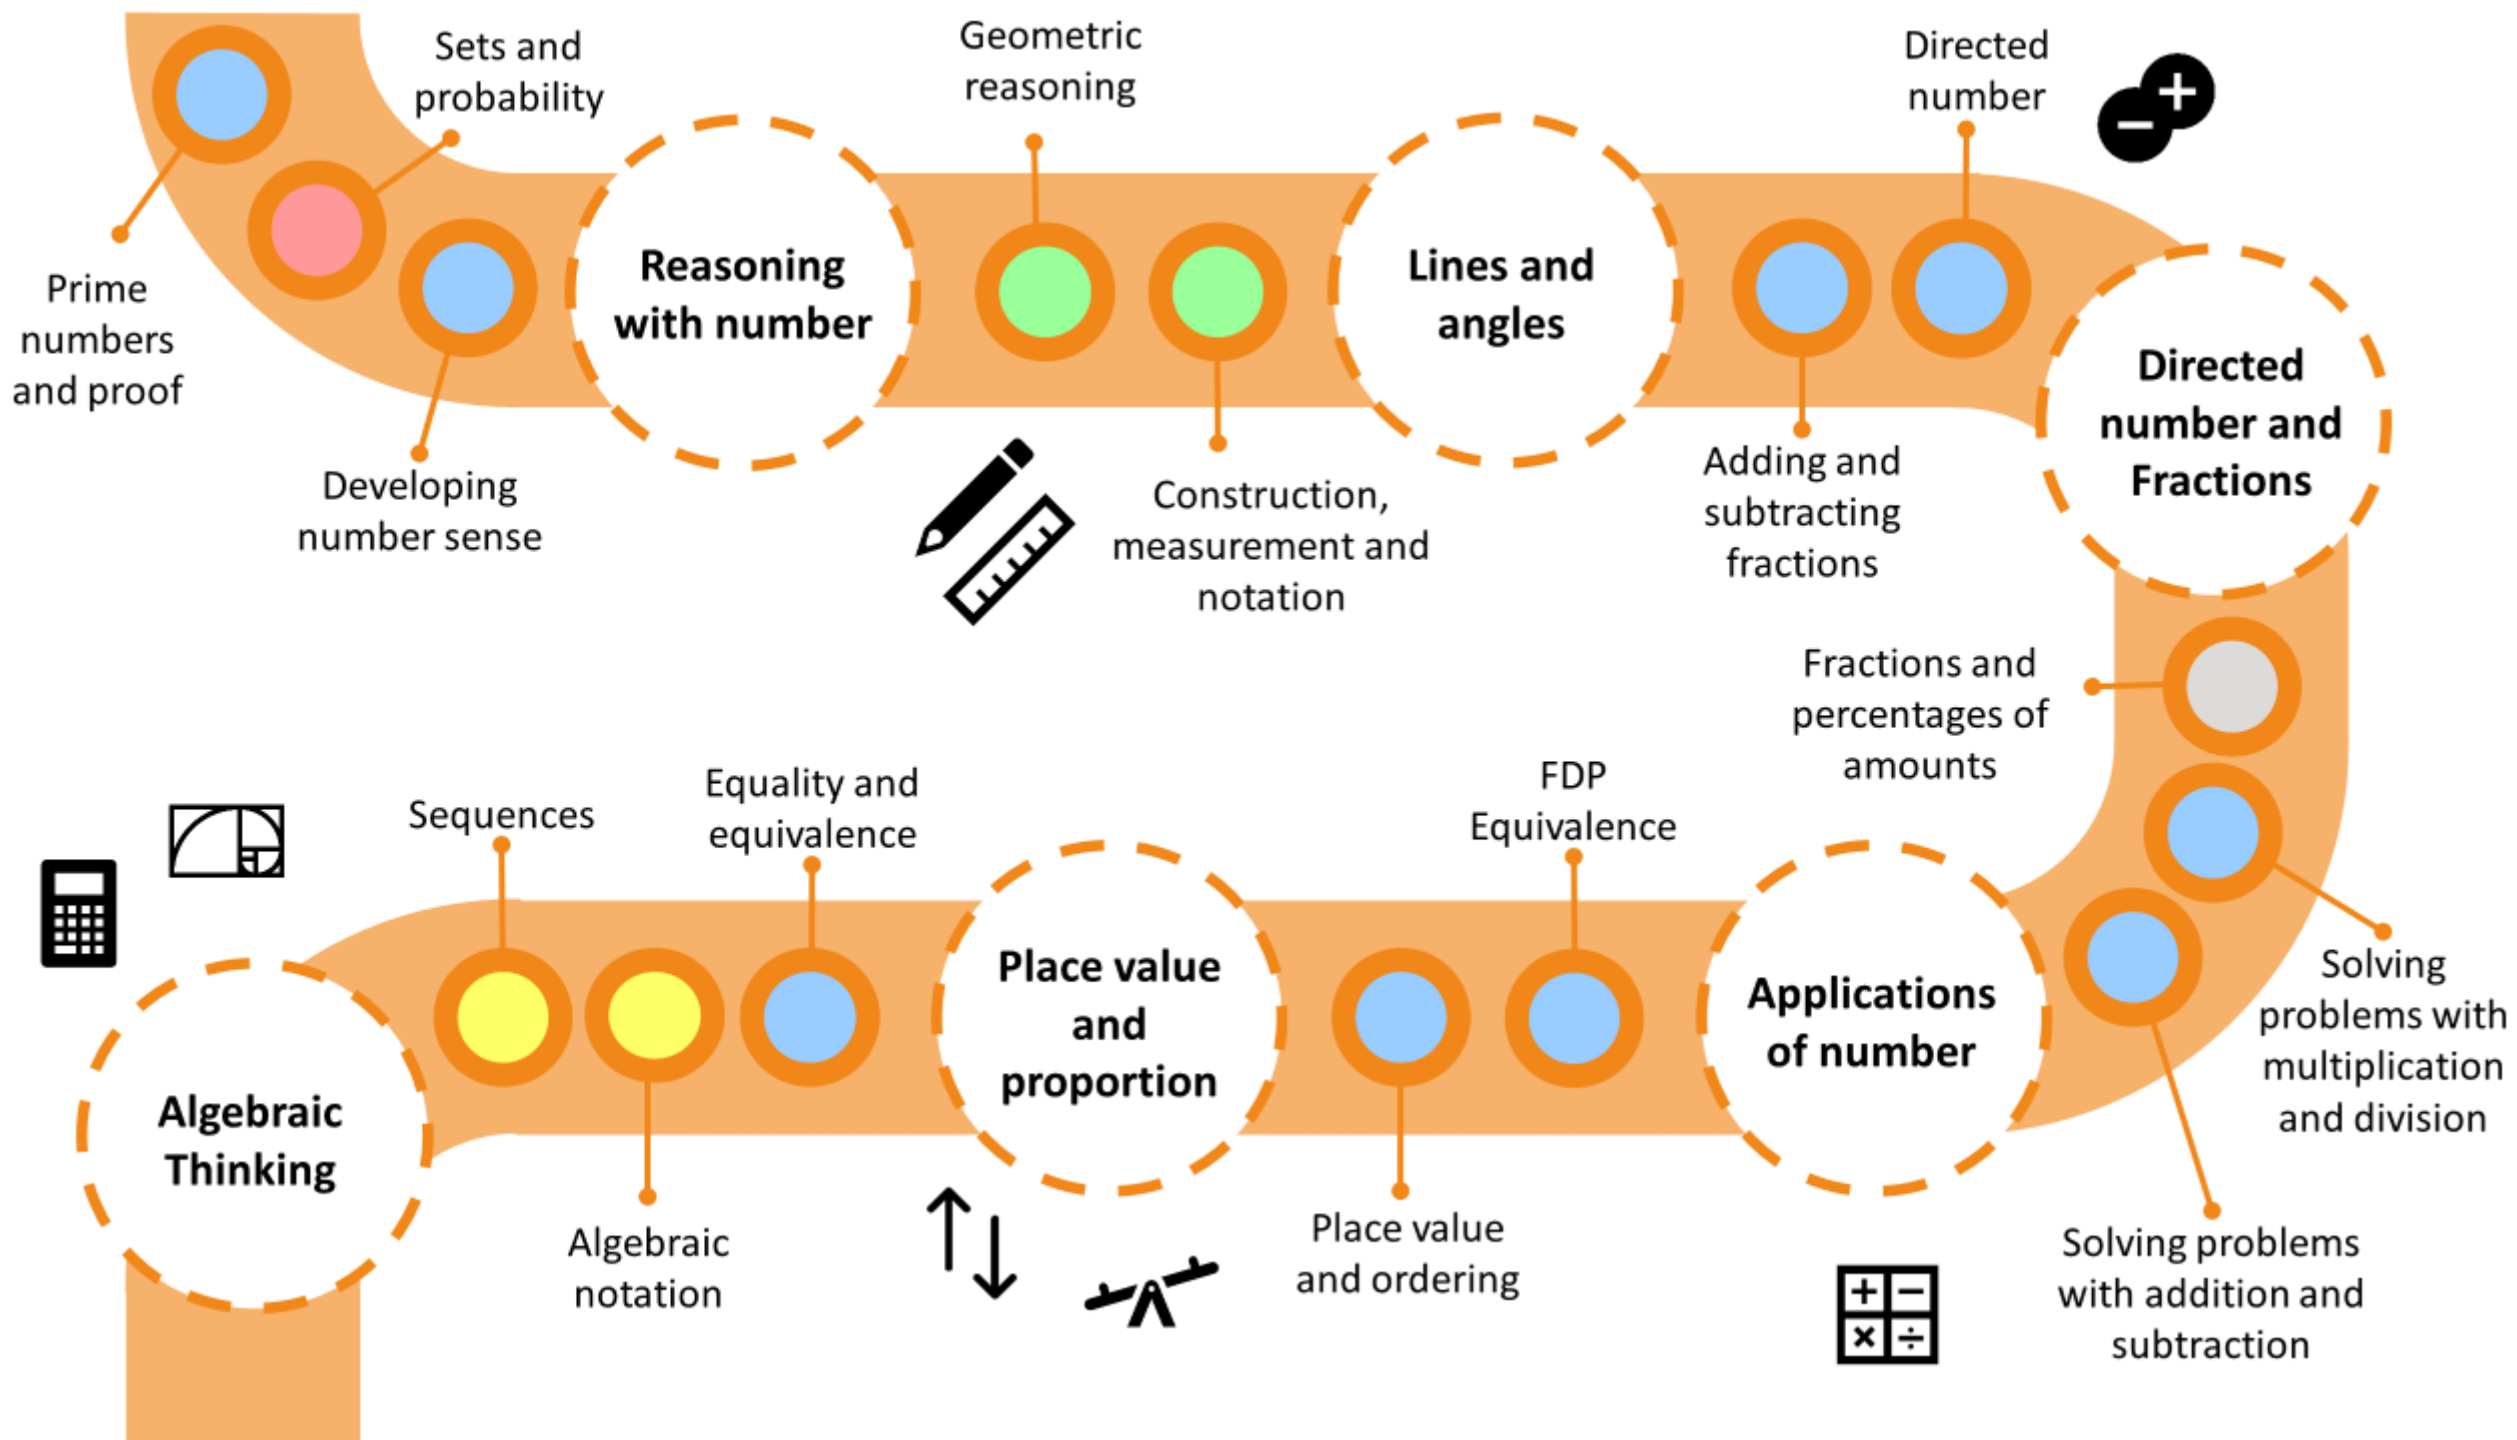 Sets and
probability
Geometric
reasoning
Directed
number
Prime
numbers
and proof
Reasoning
with number
Lines and
angles
Directed
number and
Fractions
Developing
number sense
Construction,
measurement and
notation
Adding and
subtracting
fractions
Fractions and
percentages of
amounts
Sequences
Equality and
equivalence
FDP
Equivalence
Algebraic
Thinking
Place value
and
proportion
Applications
of number
Solving
problems with
multiplication
and division
Algebraic
notation
Place value
and ordering
Solving problems
with addition and
subtraction